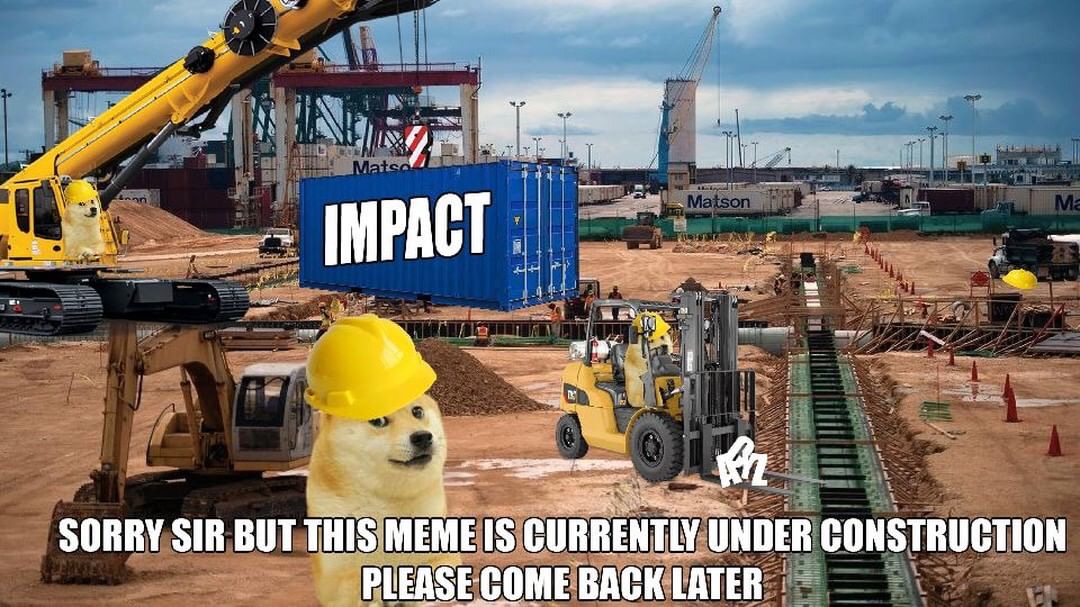 Matson
IMPACT
Matson
SORRY SIR BUT THIS MEME IS CURRENTLY UNDER CONSTRUCTION
PLEASE COME BACK LATER